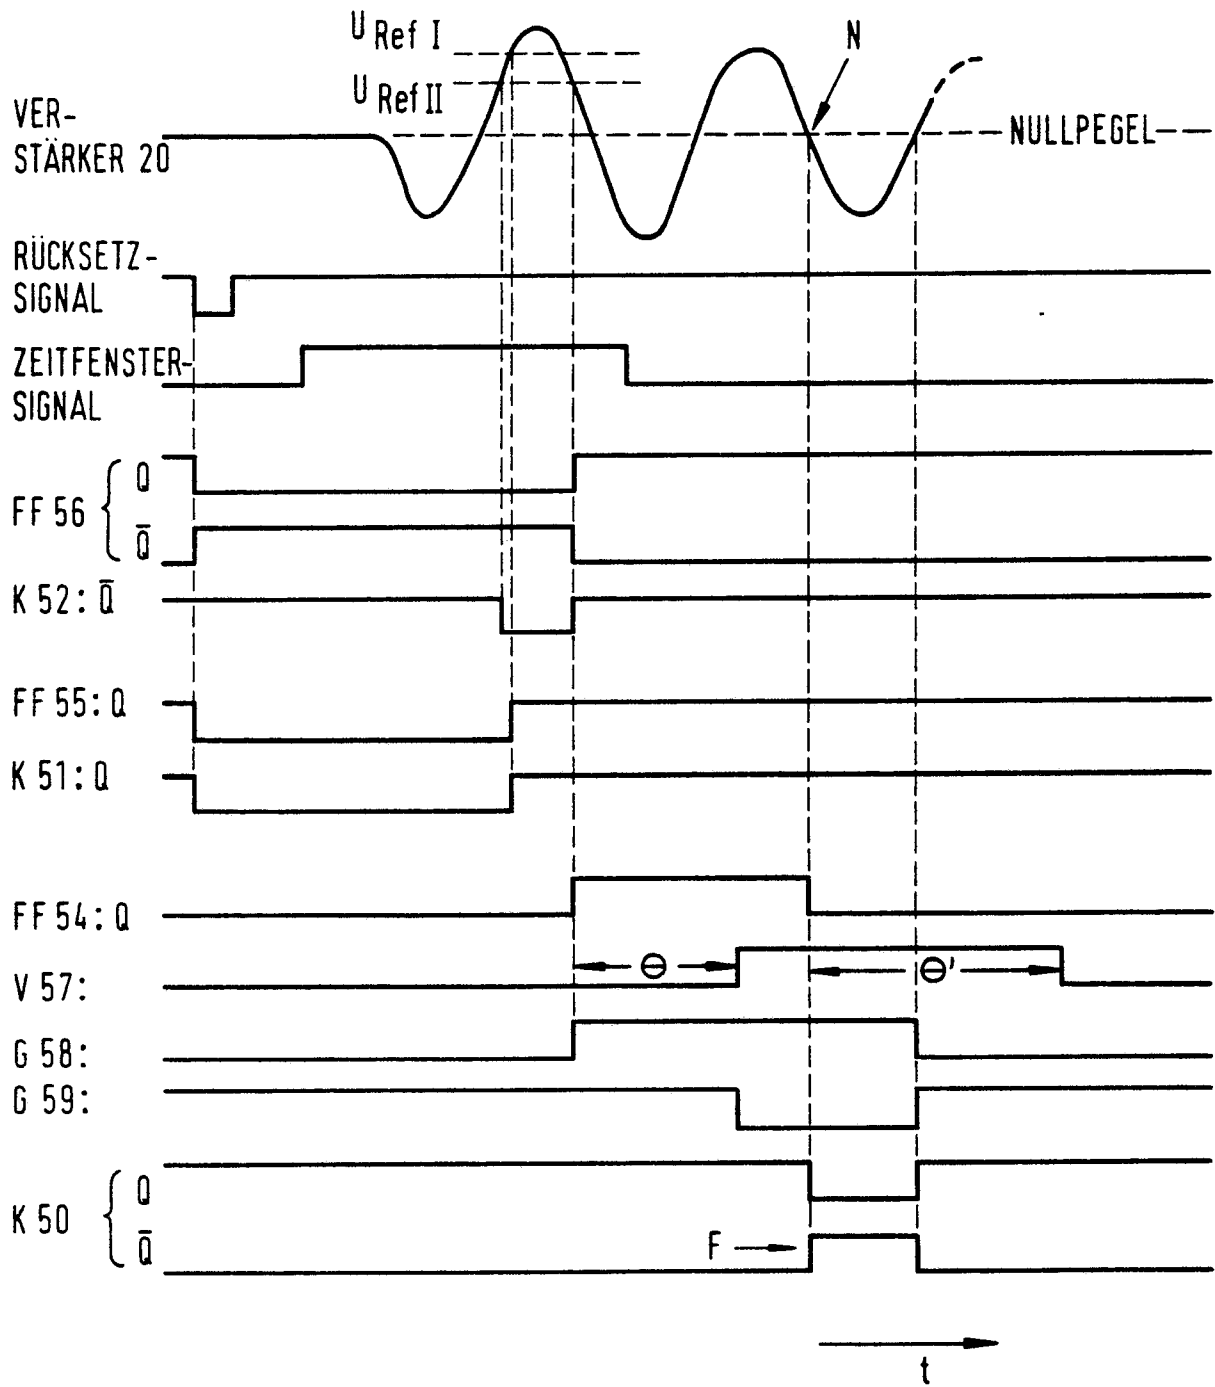 U Ref I
N
U Ref II
VER-
STÄRKER 20
NULLPEGEL
RÜCKSETZ-
SIGNAL
ZEITFENSTER-
SIGNAL
FF 56 { Q
Q̅
K 52: Q̅
FF 55: Q
K 51: Q
FF 54: Q
Θ
Θ'
V 57:
G 58:
G 59:
K 50 { Q
Q̅
F
t